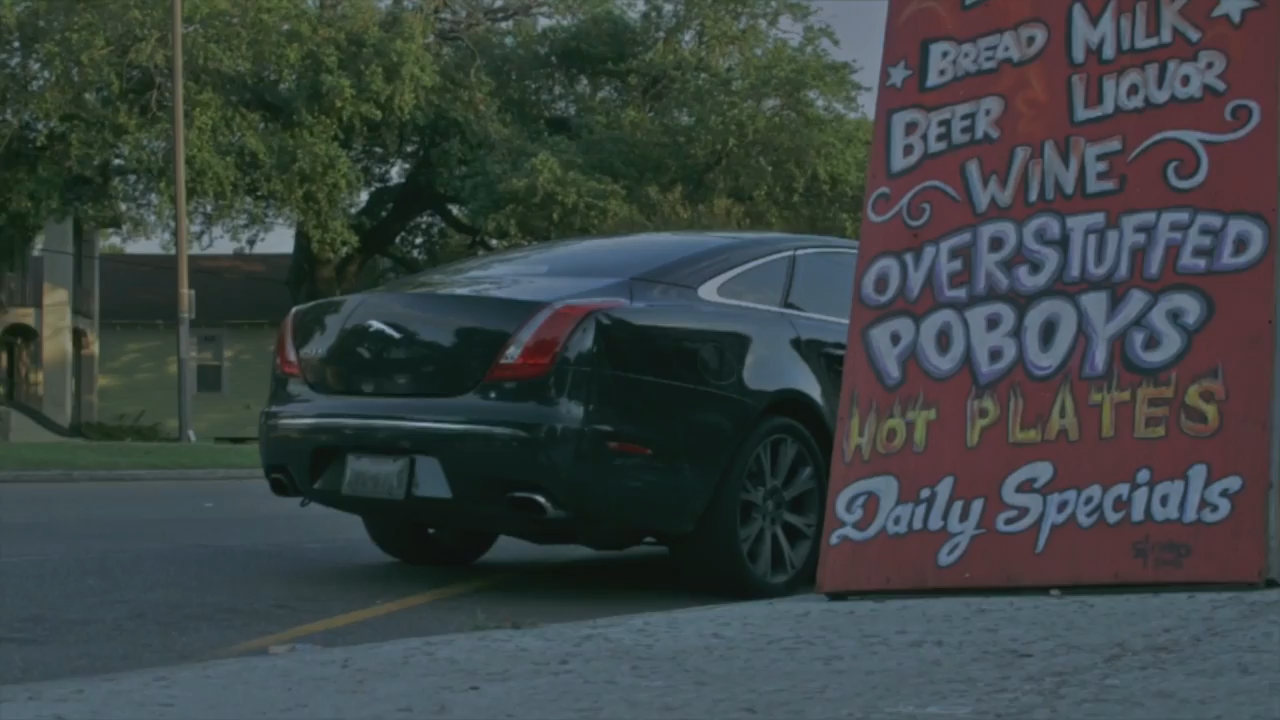 BREAD MILK
BEER LIQUOR
WINE
OVERSTUFFED
POBOYS
HOT PLATES
Daily Specials